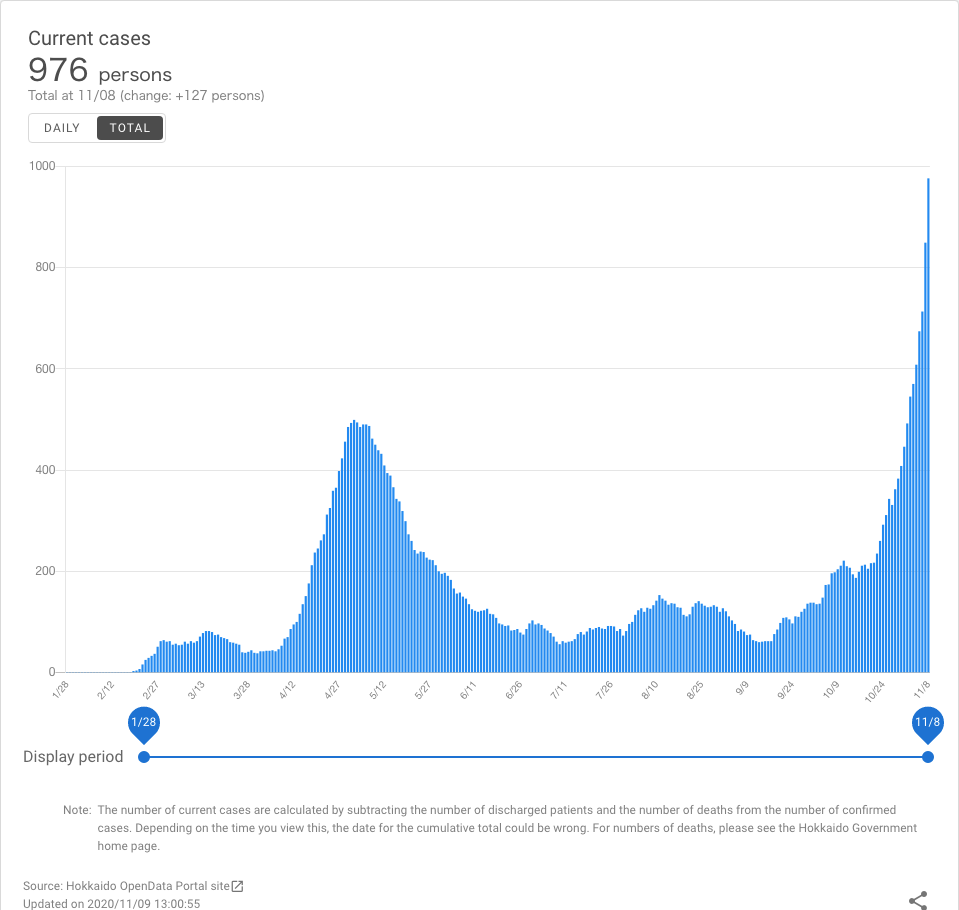 Current cases
976 persons
Total at 11/08 (change: +127 persons)
DAILY TOTAL
1000
800
600
400
200
0
1/28 2/12 2/27 3/13 3/28 4/12 4/27 5/12 5/27 6/11 6/26 7/11 7/26 8/10 8/25 9/9 9/24 10/9 10/24 11/8
1/28 11/8
Display period
Note: The number of current cases are calculated by subtracting the number of discharged patients and the number of deaths from the number of confirmed
cases. Depending on the time you view this, the date for the cumulative total could be wrong. For numbers of deaths, please see the Hokkaido Government
home page.
Source: Hokkaido OpenData Portal site
Updated on 2020/11/09 13:00:55